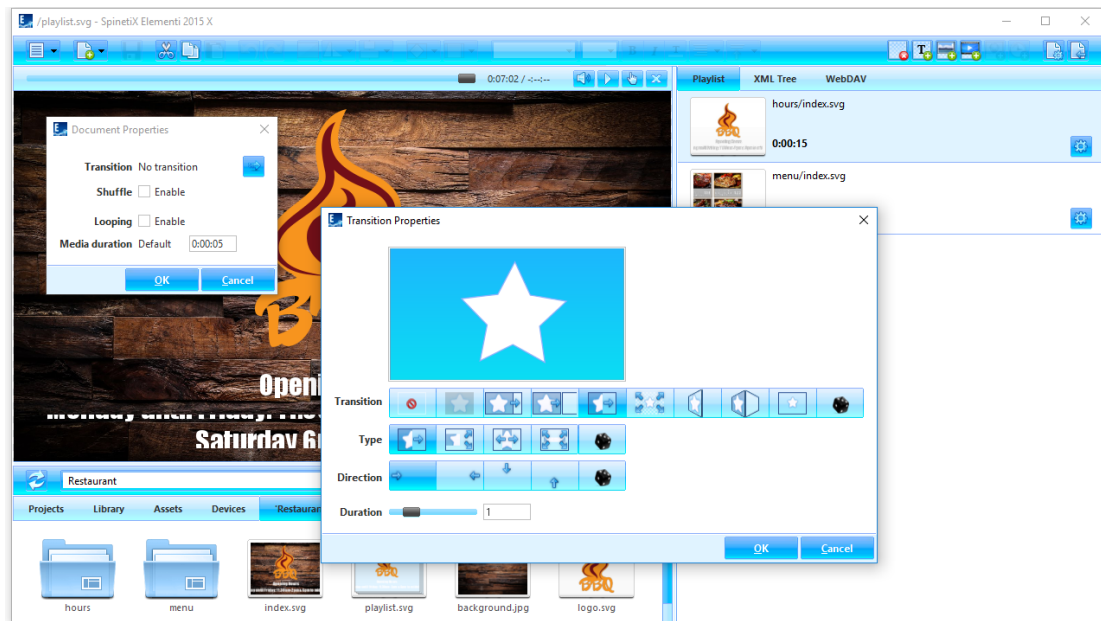 /playlist.svg - SpinetiX Elementi 2015 X
0:07:02 / -:--:--
Playlist XML Tree WebDAV
hours/index.svg
0:00:15
menu/index.svg
Document Properties
Transition No transition
Shuffle Enable
Looping Enable
Media duration Default 0:00:05
OK Cancel
Transition Properties
Transition
Type
Direction
Duration 1
OK Cancel
BBQ
Openi
Saturday 6
Restaurant
Projects Library Assets Devices *Restauran
hours menu index.svg playlist.svg background.jpg logo.svg